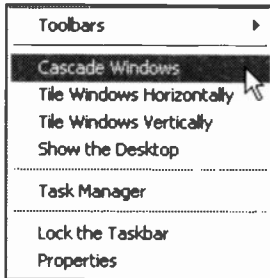 Toolbars
Cascade Windows
Tile Windows Horizontally
Tile Windows Vertically
Show the Desktop
Task Manager
Lock the Taskbar
Properties